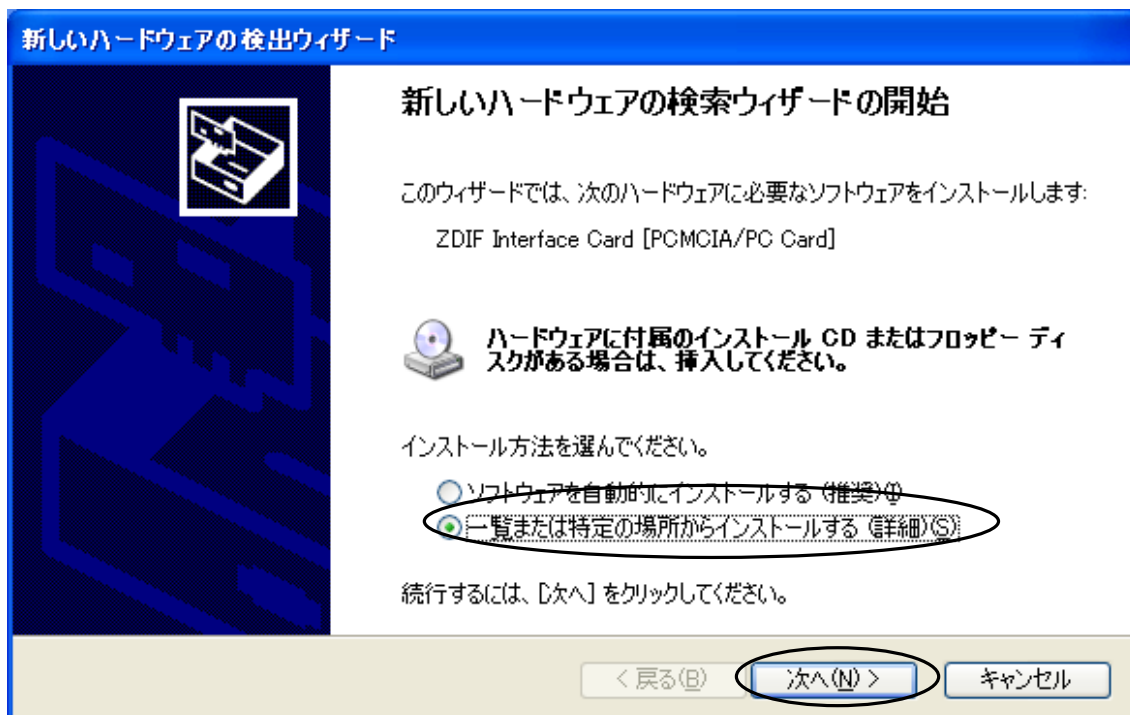 新しいハードウェアの検出ウィザード
新しいハードウェアの検索ウィザードの開始
このウィザードでは、次のハードウェアに必要なソフトウェアをインストールします:
ZDIF Interface Card [PCMCIA/PC Card]
ハードウェアに付属のインストール CD またはフロッピー ディ
スクがある場合は、挿入してください。
インストール方法を選んでください。
ソフトウェアを自動的にインストールする (推奨)(I)
一覧または特定の場所からインストールする (詳細)(S)
続行するには、[次へ] をクリックしてください。
< 戻る(B)
次へ(N) >
キャンセル